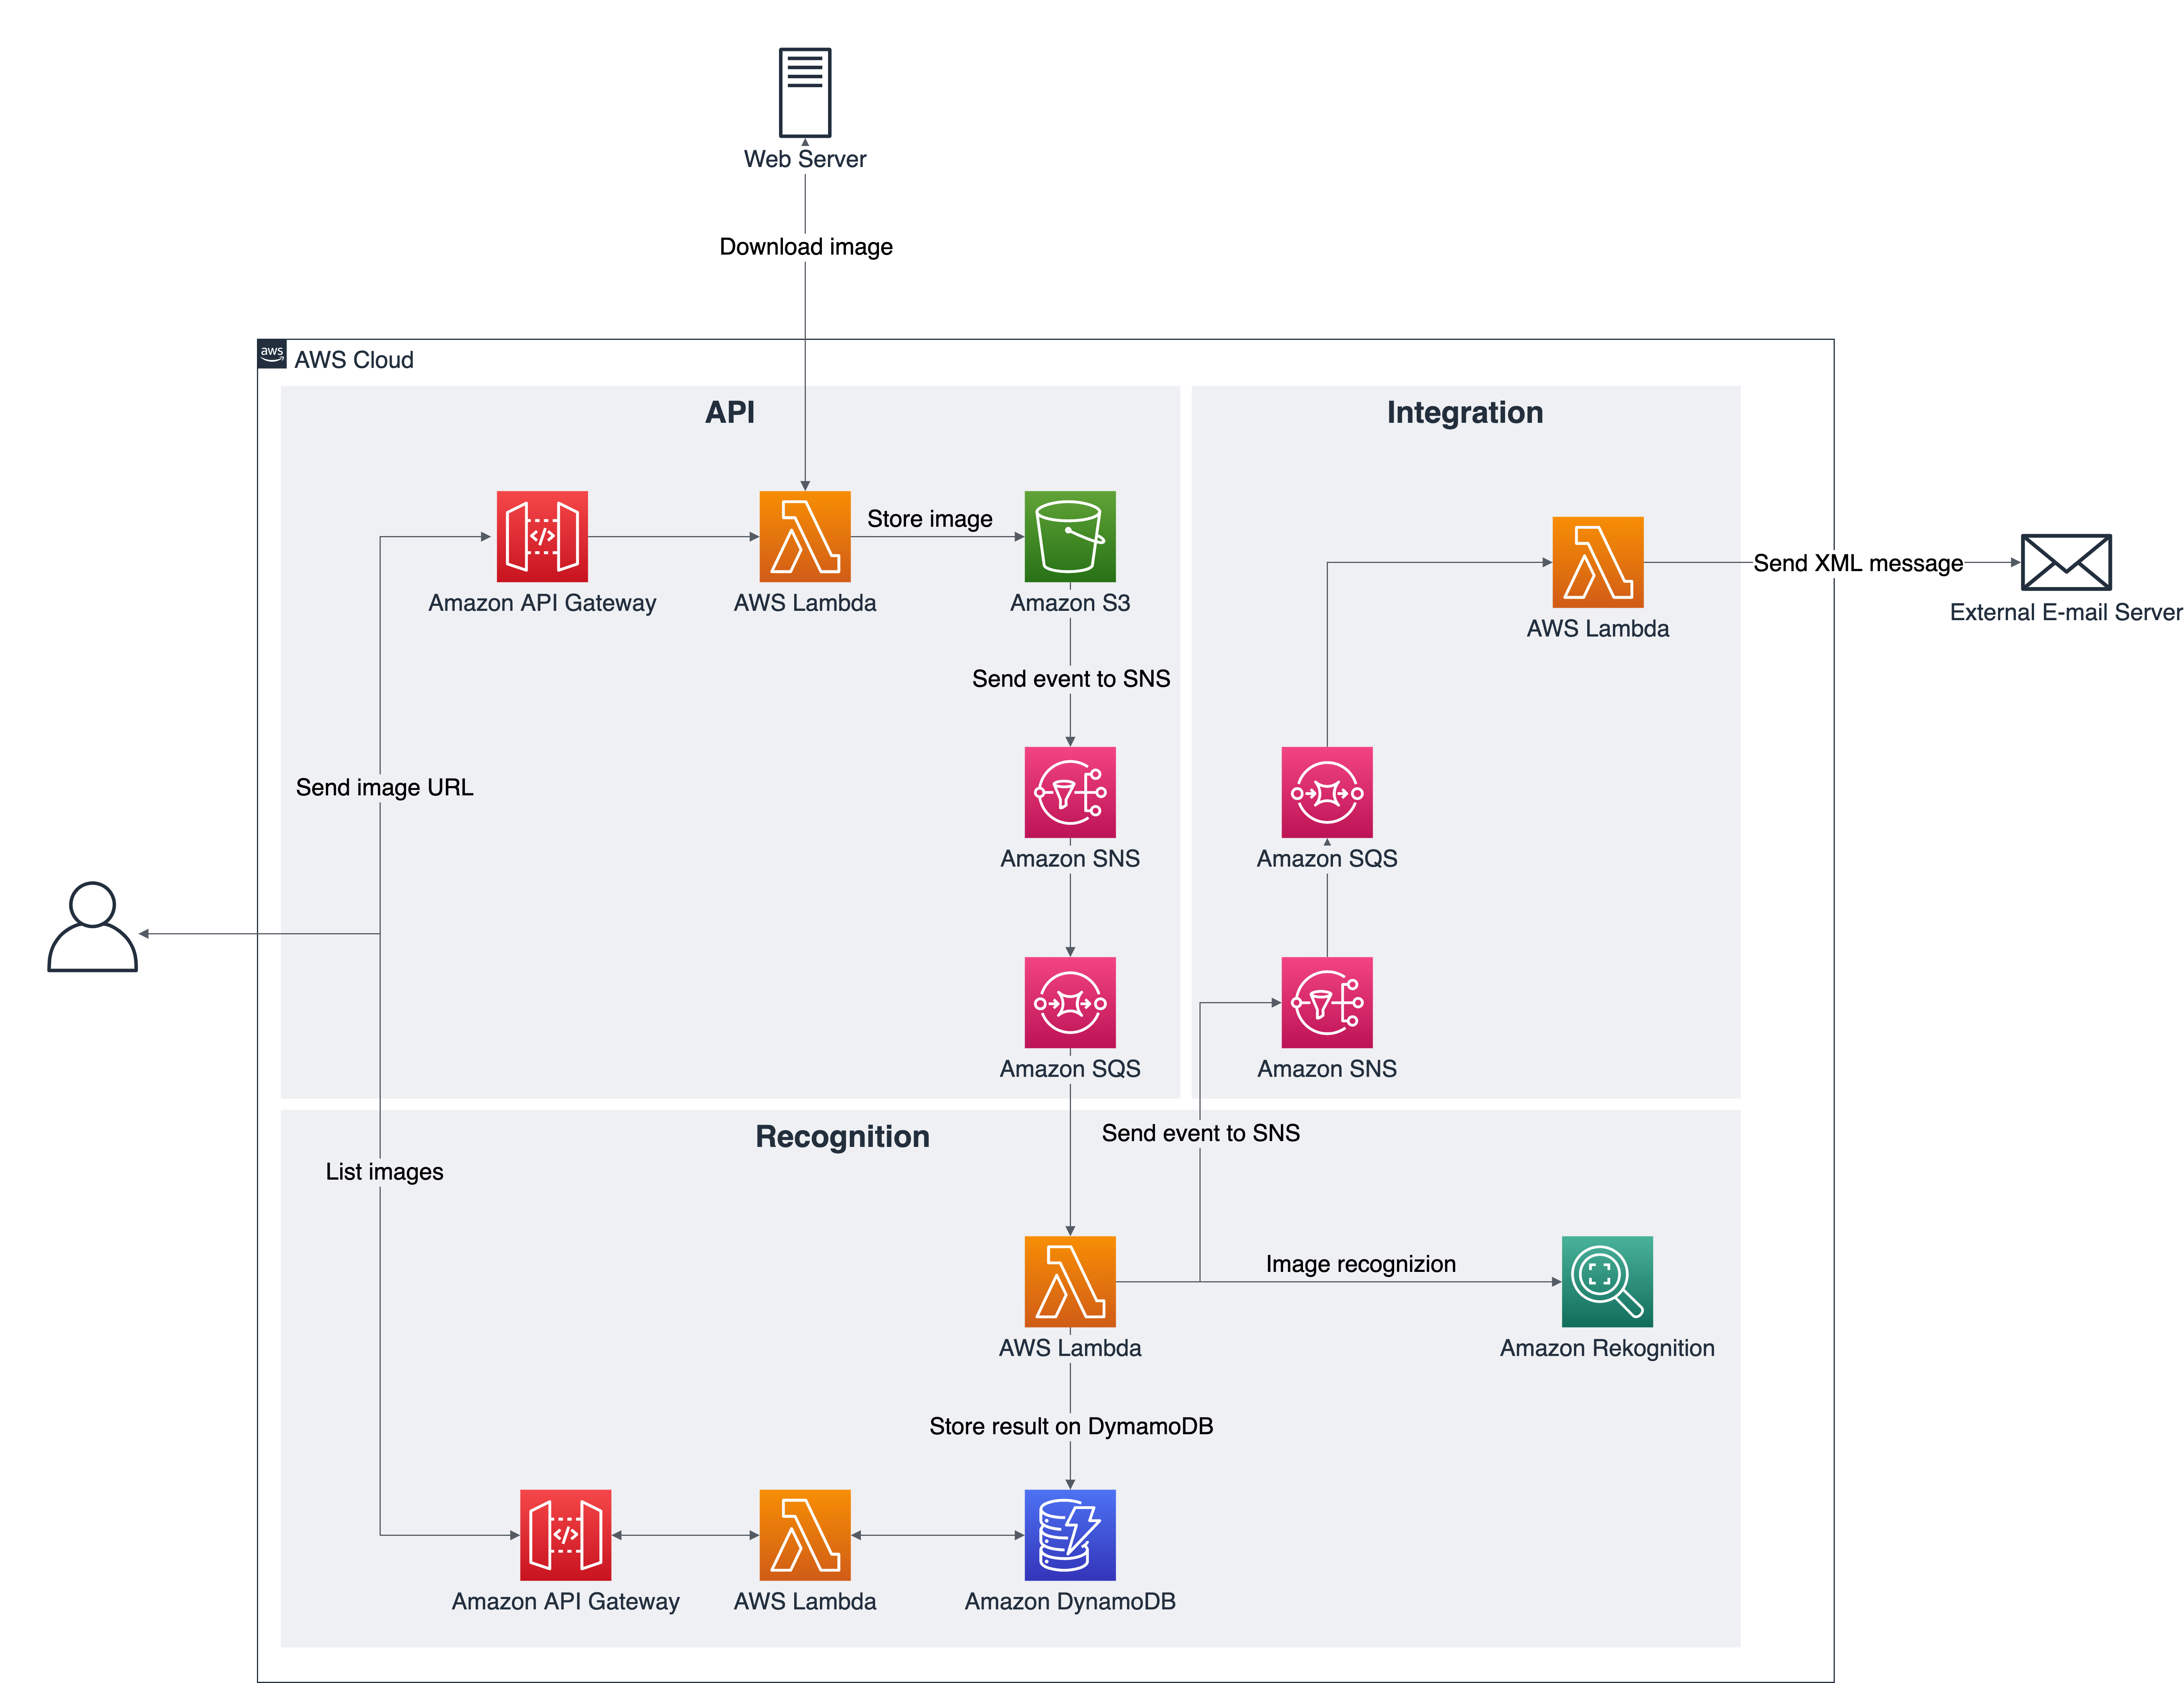 Web Server
Download image
aws
AWS Cloud
API
Integration
Store image
Amazon API Gateway
AWS Lambda
Amazon S3
AWS Lambda
Send XML message
External E-mail Server
Send event to SNS
Send image URL
Amazon SNS
Amazon SQS
Amazon SQS
Amazon SNS
Recognition
Send event to SNS
List images
Image recognizion
AWS Lambda
Amazon Rekognition
Store result on DymamoDB
Amazon API Gateway
AWS Lambda
Amazon DynamoDB